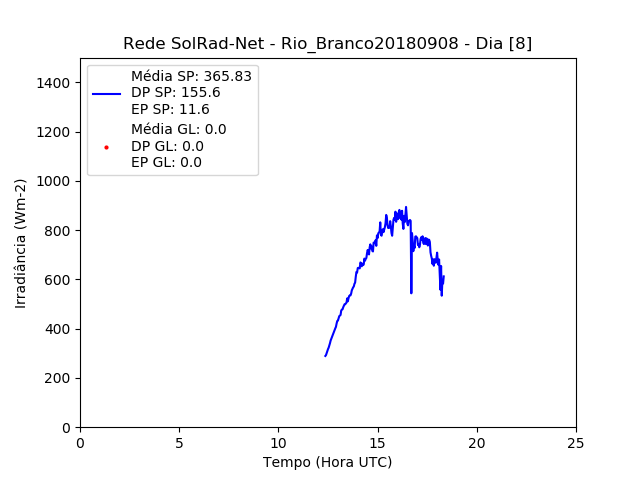 Rede SolRad-Net - Rio_Branco20180908 - Dia [8]
Média SP: 365.83
DP SP: 155.6
EP SP: 11.6
Média GL: 0.0
DP GL: 0.0
EP GL: 0.0
Irradiância (Wm-2)
1400
1200
1000
800
600
400
200
0
0 5 10 15 20 25
Tempo (Hora UTC)